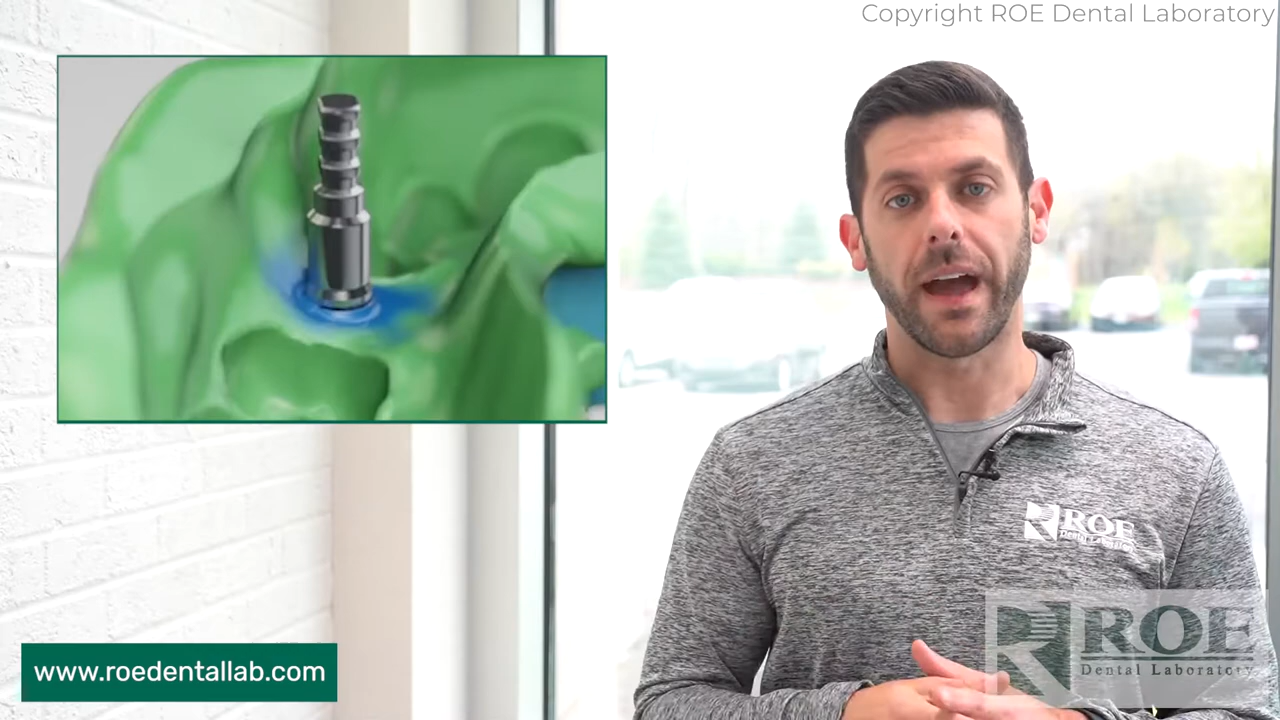 Copyright ROE Dental Laboratory
www.roedentallab.com
ROE
Dental Laboratory
ROE
Dental Laboratory